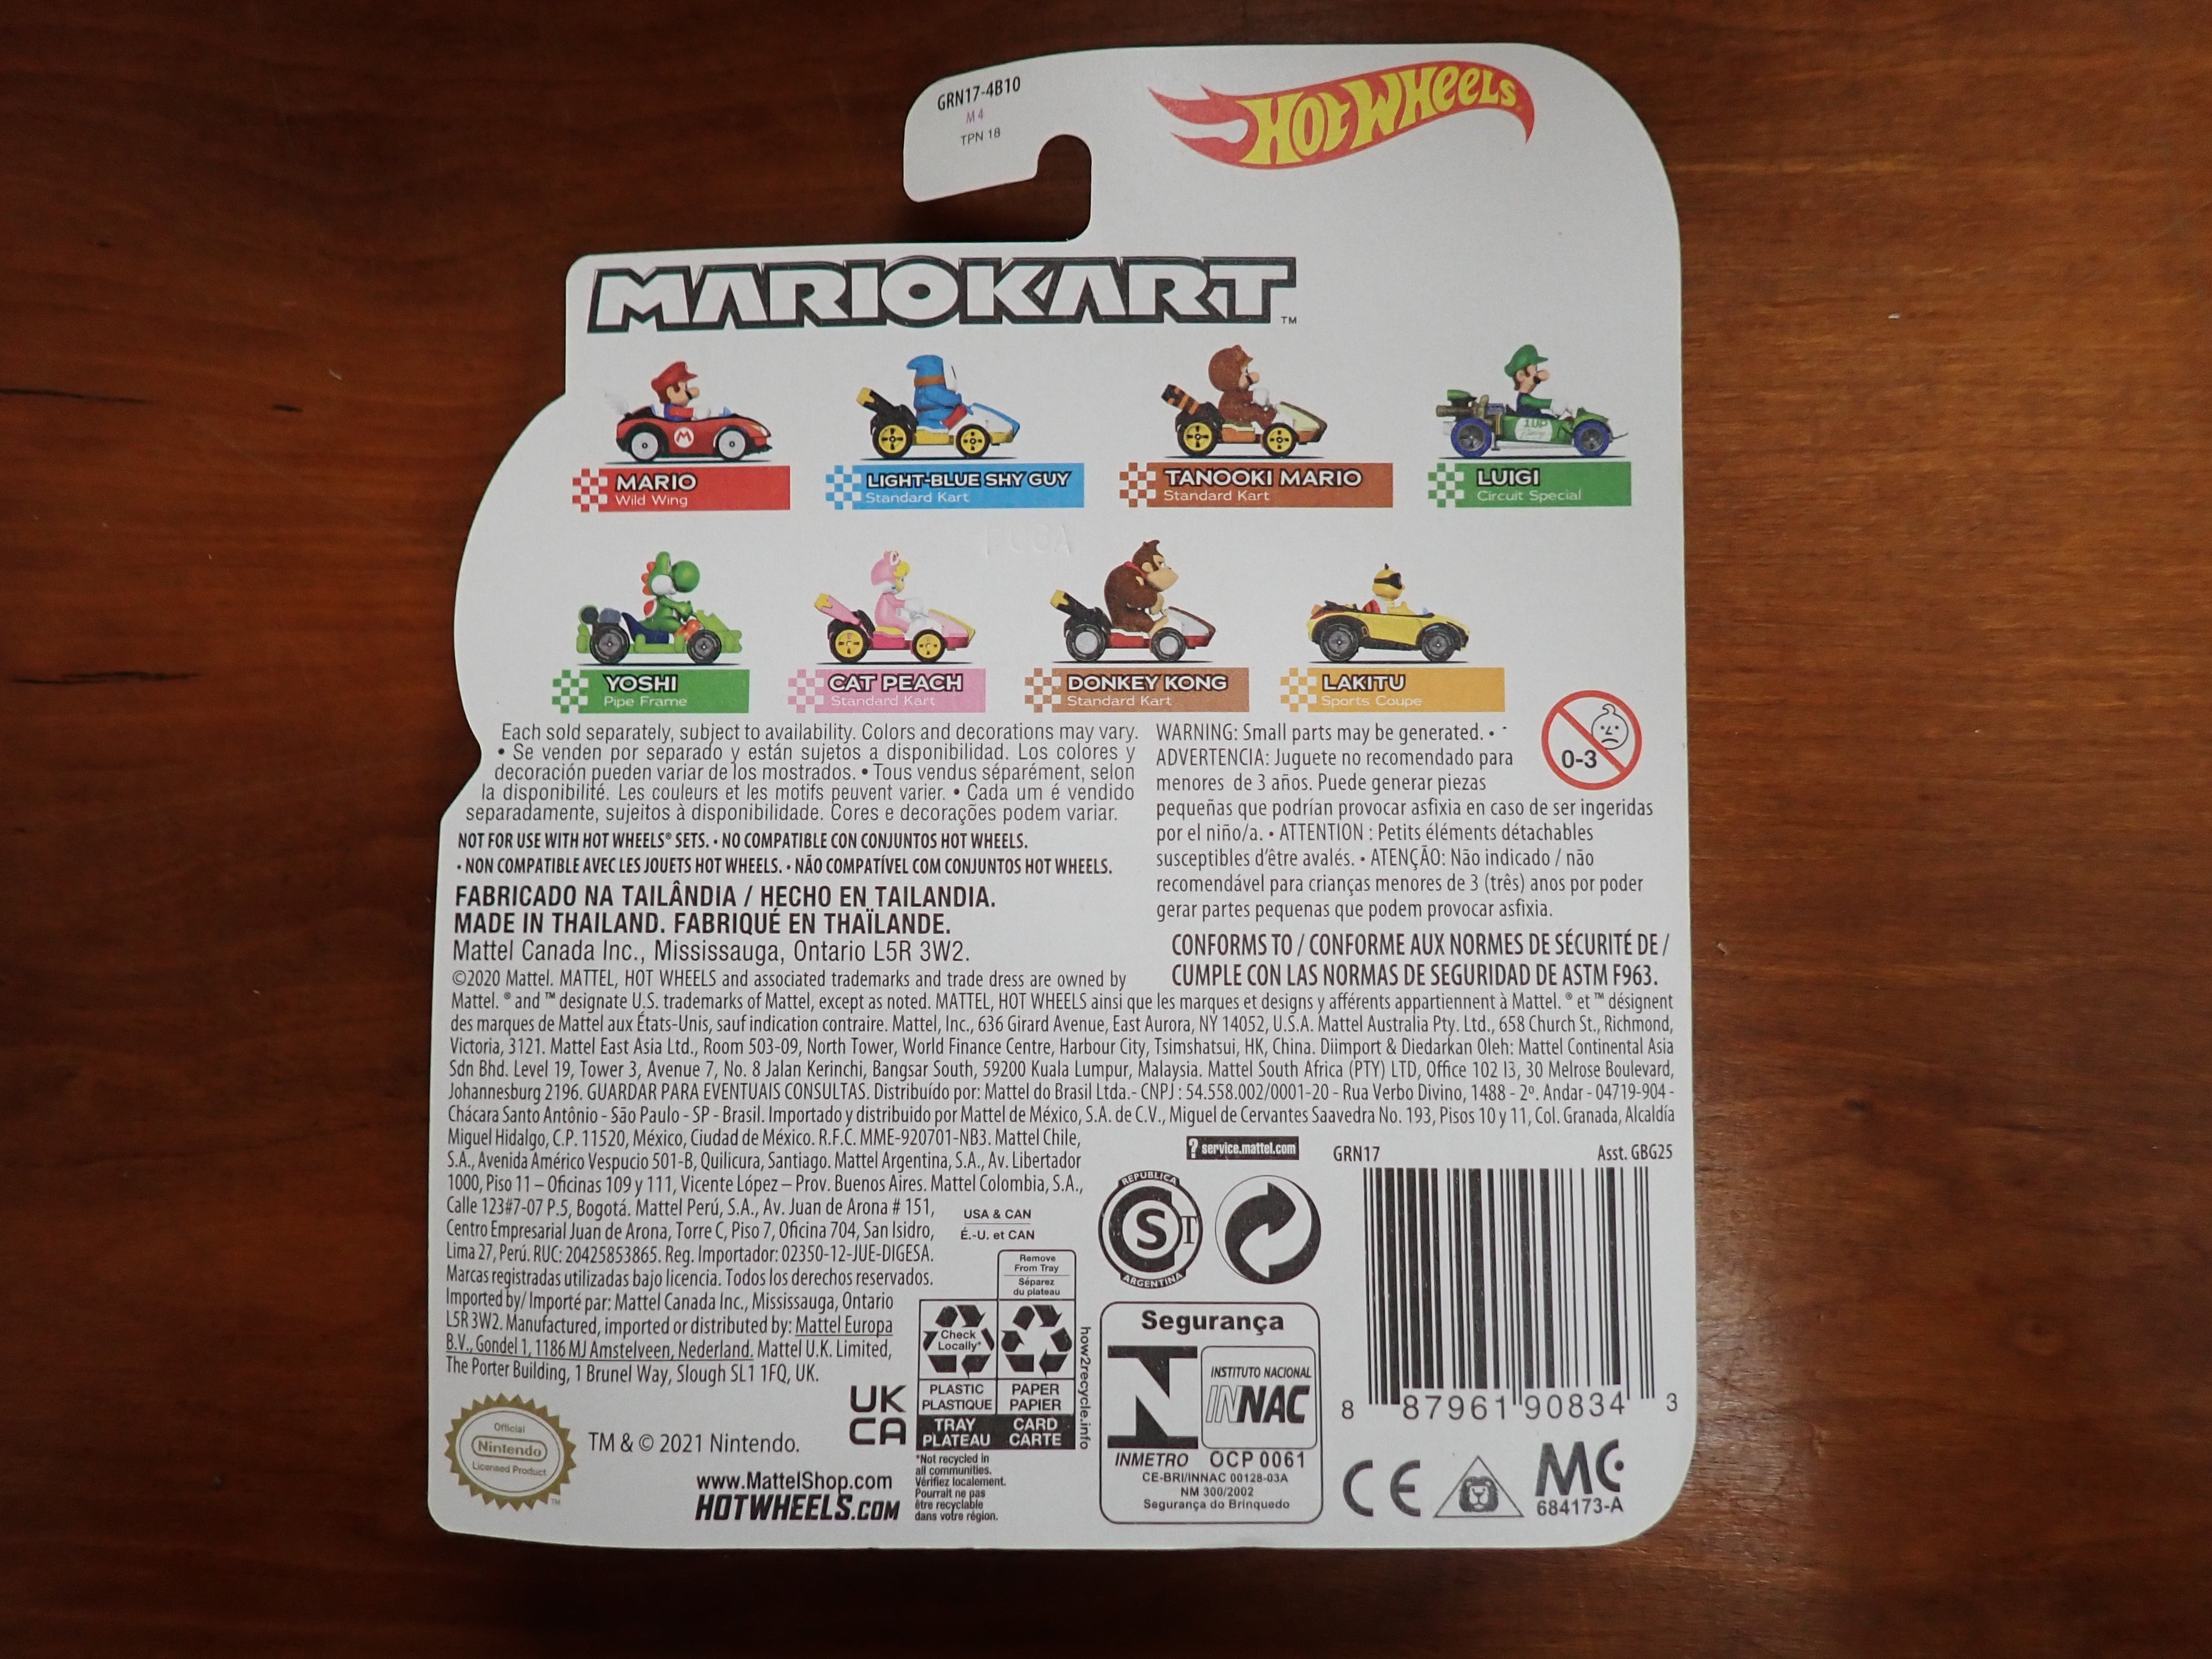 GRN17-4B10
M4
TPN 18
HOT WHEELS
MARIOKART™
1UP
MARIO
Wild Wing
LIGHT-BLUE SHY GUY
Standard Kart
TANOOKI MARIO
Standard Kart
LUIGI
Circuit Special
YOSHI
Pipe Frame
CAT PEACH
Standard Kart
DONKEY KONG
Standard Kart
LAKITU
Sports Coupe
Each sold separately, subject to availability. Colors and decorations may vary.
• Se venden por separado y están sujetos a disponibilidad. Los colores y
decoración pueden variar de los mostrados. • Tous vendus séparément, selon
la disponibilité. Les couleurs et les motifs peuvent varier. • Cada um é vendido
separadamente, sujeitos à disponibilidade. Cores e decorações podem variar.
NOT FOR USE WITH HOT WHEELS® SETS. • NO COMPATIBLE CON CONJUNTOS HOT WHEELS.
• NON COMPATIBLE AVEC LES JOUETS HOT WHEELS. • NÃO COMPATÍVEL COM CONJUNTOS HOT WHEELS.
FABRICADO NA TAILÂNDIA / HECHO EN TAILANDIA.
MADE IN THAILAND. FABRIQUÉ EN THAÏLANDE.
Mattel Canada Inc., Mississauga, Ontario L5R 3W2.
WARNING: Small parts may be generated. •
ADVERTENCIA: Juguete no recomendado para
menores de 3 años. Puede generar piezas
pequeñas que podrían provocar asfixia en caso de ser ingeridas
por el niño/a. • ATTENTION : Petits éléments détachables
susceptibles d'être avalés. • ATENÇÃO: Não indicado / não
recomendável para crianças menores de 3 (três) anos por poder
gerar partes pequenas que podem provocar asfixia.
0-3
CONFORMS TO / CONFORME AUX NORMES DE SÉCURITÉ DE /
CUMPLE CON LAS NORMAS DE SEGURIDAD DE ASTM F963.
©2020 Mattel. MATTEL, HOT WHEELS and associated trademarks and trade dress are owned by
Mattel. ® and ™ designate U.S. trademarks of Mattel, except as noted. MATTEL, HOT WHEELS ainsi que les marques et designs y afférents appartiennent à Mattel. ® et ™ désignent
des marques de Mattel aux États-Unis, sauf indication contraire. Mattel, Inc., 636 Girard Avenue, East Aurora, NY 14052, U.S.A. Mattel Australia Pty. Ltd., 658 Church St., Richmond,
Victoria, 3121. Mattel East Asia Ltd., Room 503-09, North Tower, World Finance Centre, Harbour City, Tsimshatsui, HK, China. Diimport & Diedarkan Oleh: Mattel Continental Asia
Sdn Bhd. Level 19, Tower 3, Avenue 7, No. 8 Jalan Kerinchi, Bangsar South, 59200 Kuala Lumpur, Malaysia. Mattel South Africa (PTY) LTD, Office 102 I3, 30 Melrose Boulevard,
Johannesburg 2196. GUARDAR PARA EVENTUAIS CONSULTAS. Distribuído por: Mattel do Brasil Ltda.- CNPJ : 54.558.002/0001-20 - Rua Verbo Divino, 1488 - 2º. Andar - 04719-904 -
Chácara Santo Antônio - São Paulo - SP - Brasil. Importado y distribuido por Mattel de México, S.A. de C.V., Miguel de Cervantes Saavedra No. 193, Pisos 10 y 11, Col. Granada, Alcaldía
Miguel Hidalgo, C.P. 11520, México, Ciudad de México. R.F.C. MME-920701-NB3. Mattel Chile,
S.A., Avenida Américo Vespucio 501-B, Quilicura, Santiago. Mattel Argentina, S.A., Av. Libertador
1000, Piso 11 – Oficinas 109 y 111, Vicente López – Prov. Buenos Aires. Mattel Colombia, S.A.,
Calle 123#7-07 P.5, Bogotá. Mattel Perú, S.A., Av. Juan de Arona # 151,
Centro Empresarial Juan de Arona, Torre C, Piso 7, Oficina 704, San Isidro,
Lima 27, Perú. RUC: 20425853865. Reg. Importador: 02350-12-JUE-DIGESA.
Marcas registradas utilizadas bajo licencia. Todos los derechos reservados.
Imported by/ Importé par: Mattel Canada Inc., Mississauga, Ontario
L5R 3W2. Manufactured, imported or distributed by: Mattel Europa
B.V., Gondel 1, 1186 MJ Amstelveen, Nederland. Mattel U.K. Limited,
The Porter Building, 1 Brunel Way, Slough SL1 1FQ, UK.
? service.mattel.com
GRN17
Asst. GBG25
REPUBLICA
S T
ARGENTINA
USA & CAN
É.-U. et CAN
Remove
From Tray
Séparez
du plateau
Check
Locally*
PLASTIC
PLASTIQUE
TRAY
PLATEAU
PAPER
PAPIER
CARD
CARTE
how2recycle.info
*Not recycled in
all communities.
Vérifiez localement.
Pourrait ne pas
être recyclable
dans votre région.
UK
CA
Segurança
INSTITUTO NACIONAL
INNAC
INMETRO OCP 0061
CE-BRI/INNAC 00128-03A
NM 300/2002
Segurança do Brinquedo
8 87961 90834 3
CE
MC
684173-A
Official
Nintendo
Licensed Product
™
TM & © 2021 Nintendo.
www.MattelShop.com
HOTWHEELS.COM